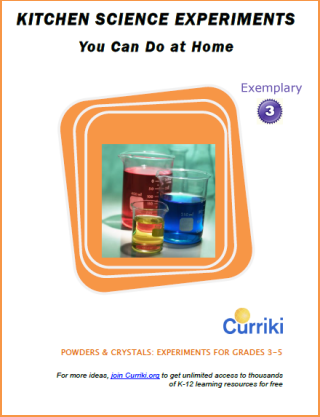 KITCHEN SCIENCE EXPERIMENTS
You Can Do at Home
Exemplary
3
Curriki
POWDERS & CRYSTALS: EXPERIMENTS FOR GRADES 3-5
For more ideas, join Curriki.org to get unlimited access to thousands
of K-12 learning resources for free